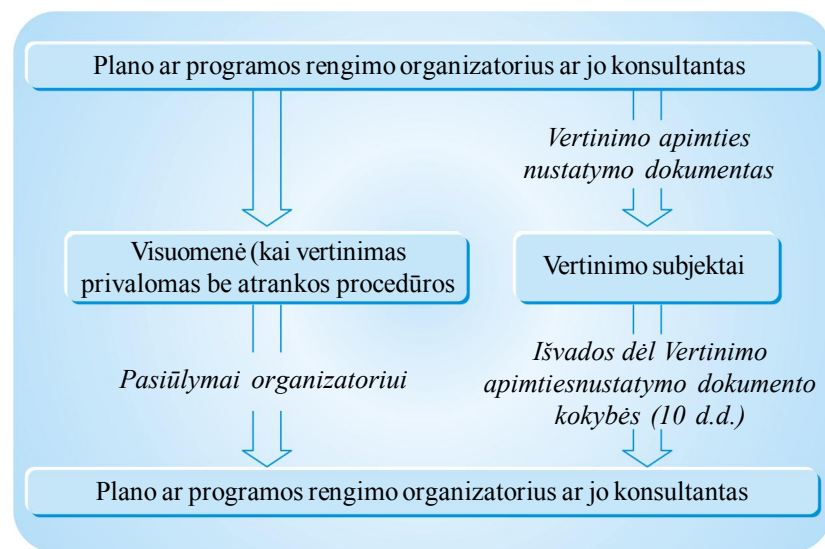 Plano ar programos rengimo organizatorius ar jo konsultantas
Vertinimo apimties
nustatymo dokumentas
Visuomenė (kai vertinimas
privalomas be atrankos procedūros
Vertinimo subjektai
Pasiūlymai organizatoriui
Išvados dėl Vertinimo
apimtiesnustatymo dokumento
kokybės (10 d.d.)
Plano ar programos rengimo organizatorius ar jo konsultantas